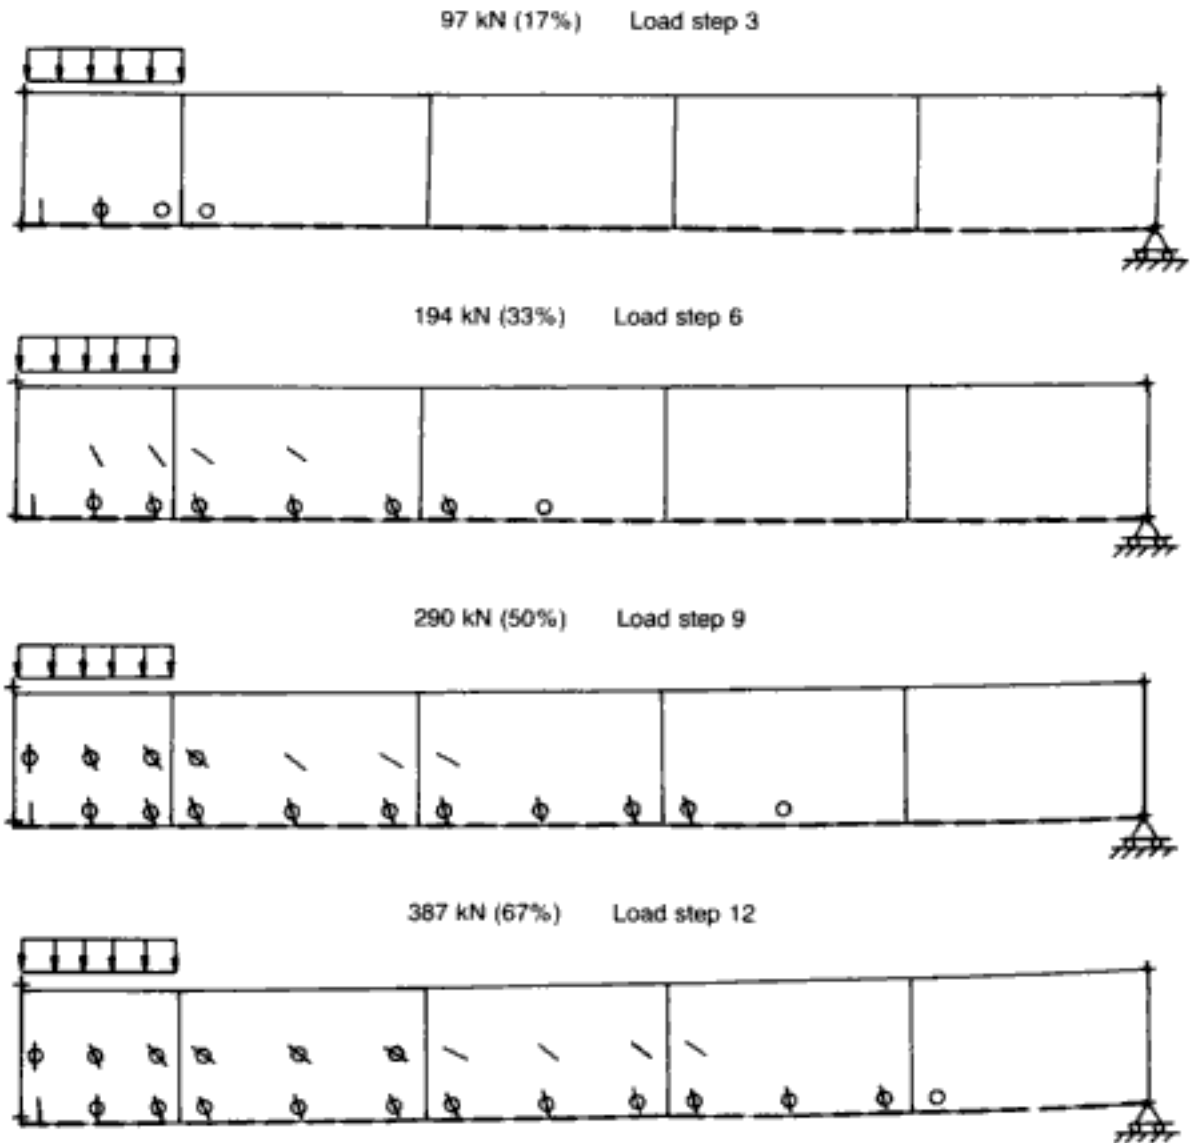 97 kN (17%) Load step 3
194 kN (33%) Load step 6
290 kN (50%) Load step 9
387 kN (67%) Load step 12